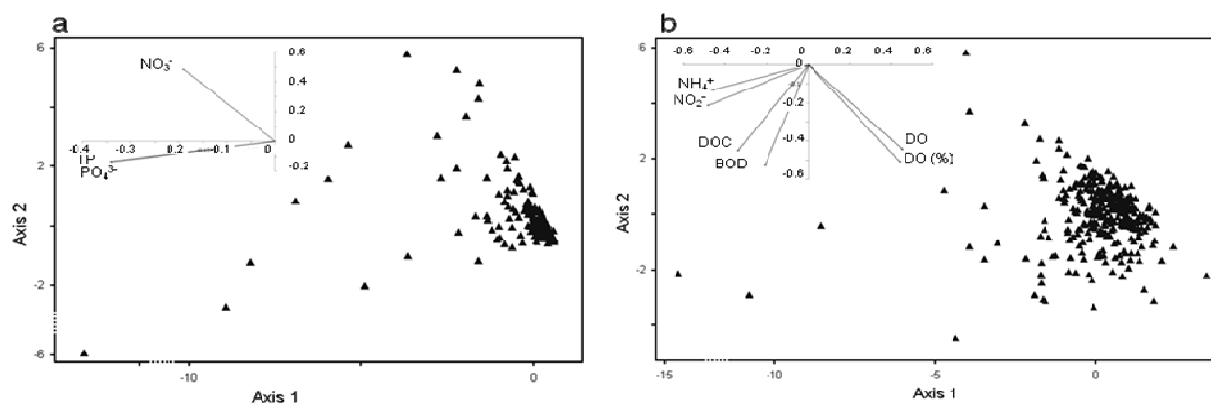 a
6
2
-2
-6
Axis 2
-10
0
Axis 1
NO3-
TP
PO43-
-0.4 -0.3 0.2 -0.1 0
0.6
0.4
0.2
0
-0.2
b
6
2
-2
Axis 2
-15 -10 -5 0
Axis 1
-0.6 -0.4 -0.2 0 0.2 0.4 0.6
0
-0.2
-0.4
-0.6
NH4+
NO2-
DOC
BOD
DO
DO (%)